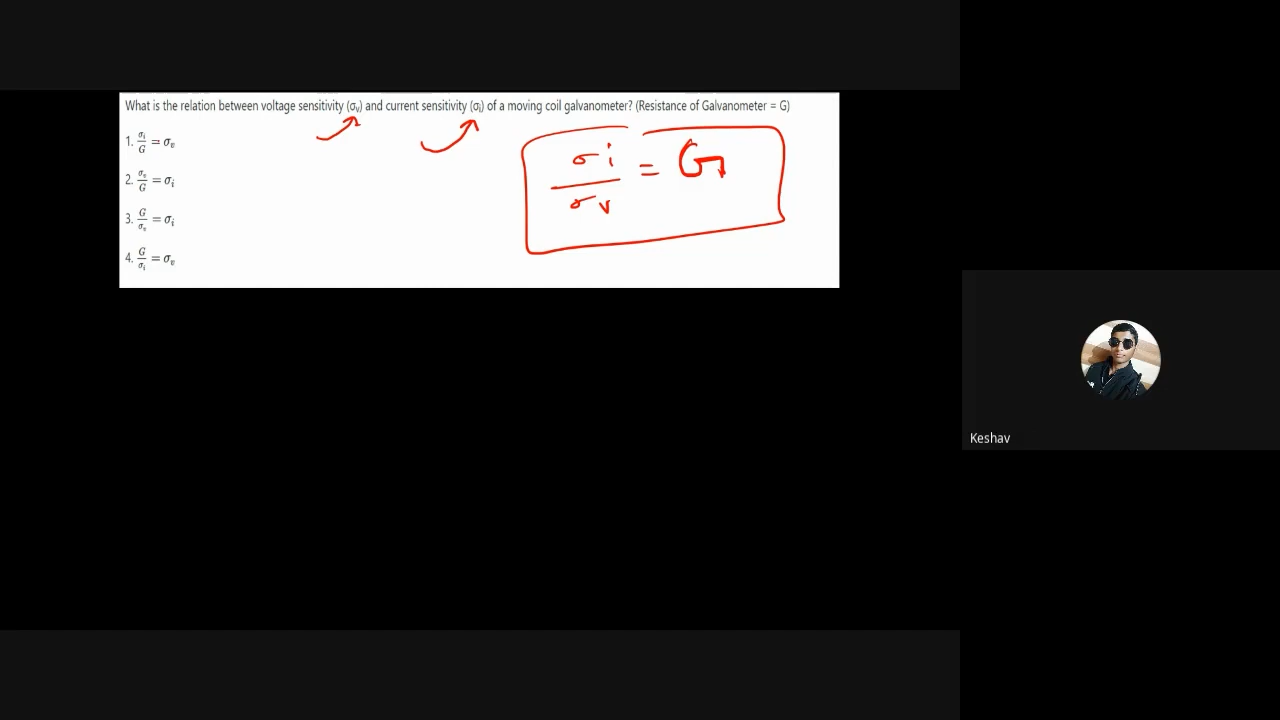 What is the relation between voltage sensitivity (σᵥ) and current sensitivity (σᵢ) of a moving coil galvanometer? (Resistance of Galvanometer = G)
1. σᵢ/G = σᵥ
2. σᵥ/G = σᵢ
3. G/σᵥ = σᵢ
4. G/σᵢ = σᵥ
σi/σv = G
Keshav